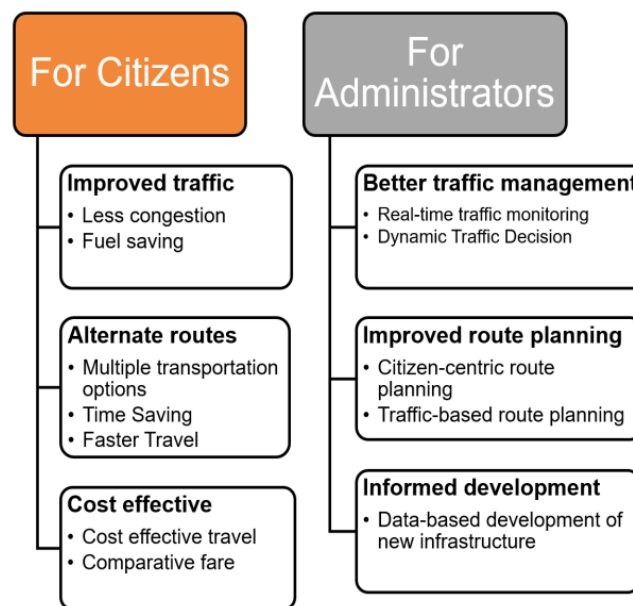 For Citizens
Improved traffic
• Less congestion
• Fuel saving
Alternate routes
• Multiple transportation
options
• Time Saving
• Faster Travel
Cost effective
• Cost effective travel
• Comparative fare
For
Administrators
Better traffic management
• Real-time traffic monitoring
• Dynamic Traffic Decision
Improved route planning
• Citizen-centric route
planning
• Traffic-based route planning
Informed development
• Data-based development of
new infrastructure